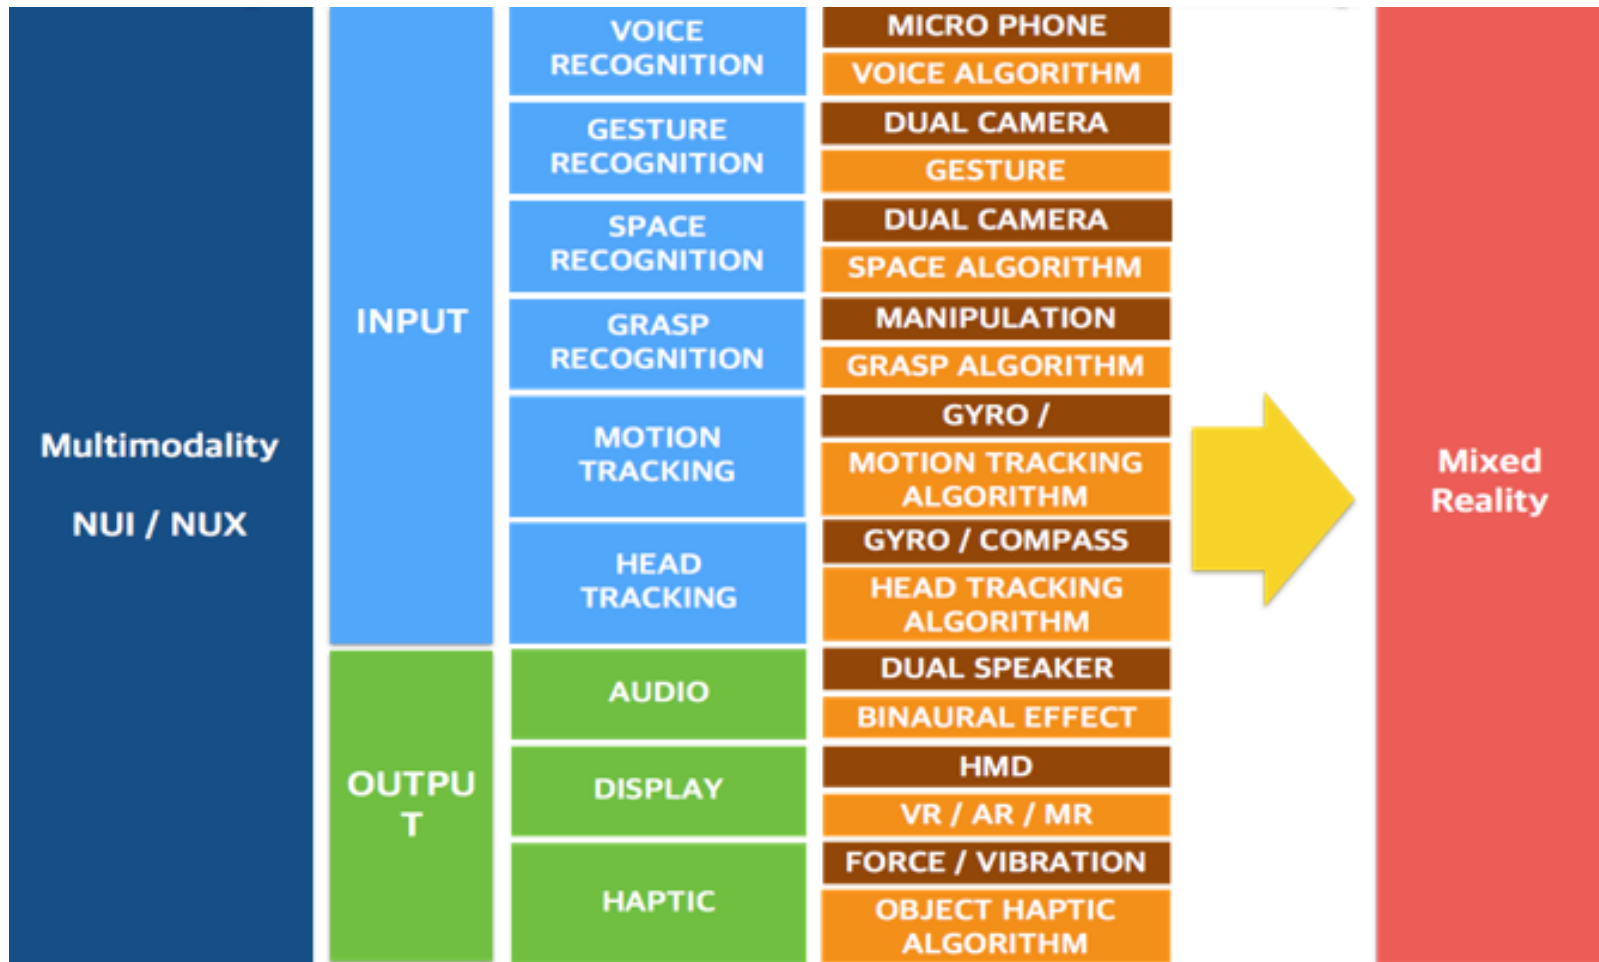 Multimodality
NUI / NUX
INPUT
VOICE
RECOGNITION
MICRO PHONE
VOICE ALGORITHM
GESTURE
RECOGNITION
DUAL CAMERA
GESTURE
SPACE
RECOGNITION
DUAL CAMERA
SPACE ALGORITHM
GRASP
RECOGNITION
MANIPULATION
GRASP ALGORITHM
MOTION
TRACKING
GYRO /
MOTION TRACKING
ALGORITHM
HEAD
TRACKING
GYRO / COMPASS
HEAD TRACKING
ALGORITHM
OUTPU
T
AUDIO
DUAL SPEAKER
BINAURAL EFFECT
DISPLAY
HMD
VR / AR / MR
HAPTIC
FORCE / VIBRATION
OBJECT HAPTIC
ALGORITHM
Mixed
Reality